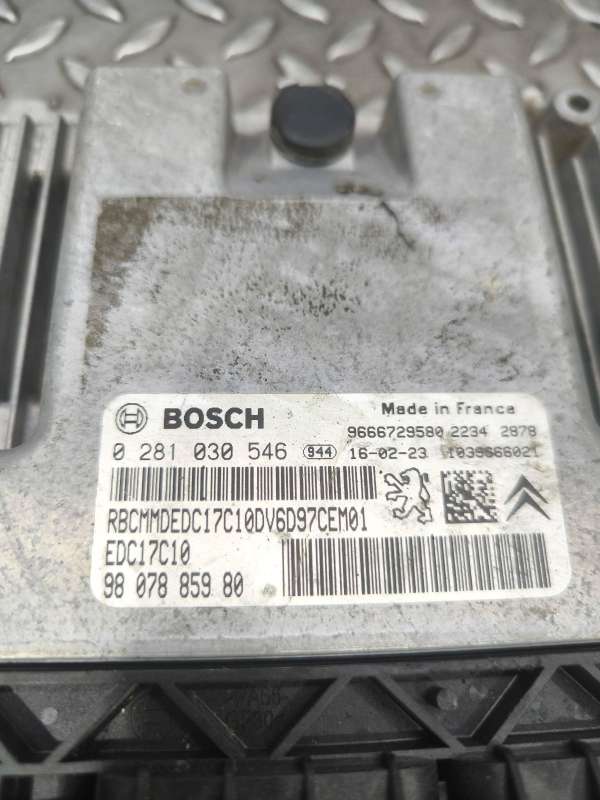 BOSCH
Made in France
9666729580 2234 2878
0 281 030 546 944 16-02-23 1039S66021
RBCMMDEDC17C10DV6D97CEM01
EDC17C10
98 078 859 80